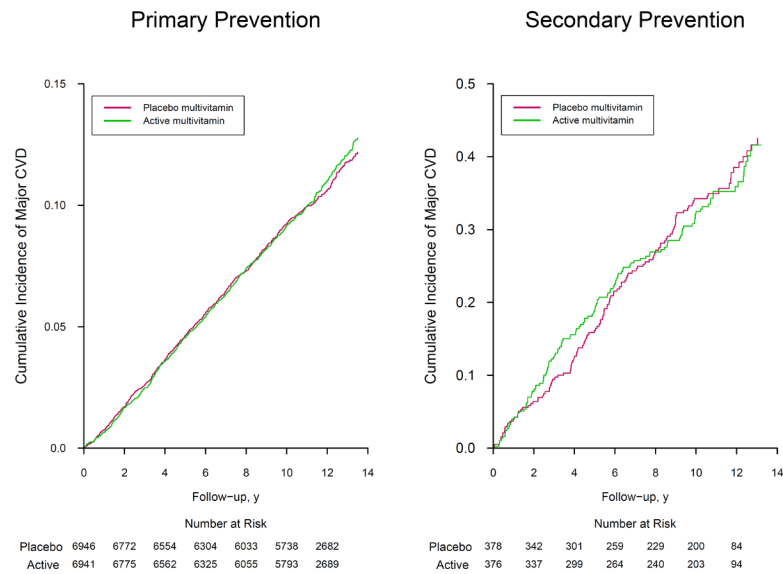 Primary Prevention
Cumulative Incidence of Major CVD
0.15
0.10
0.05
0.0
Placebo multivitamin
Active multivitamin
0 2 4 6 8 10 12 14
Follow-up, y
Number at Risk
Placebo 6946 6772 6554 6304 6033 5738 2682
Active 6941 6775 6562 6325 6055 5793 2689
Secondary Prevention
Cumulative Incidence of Major CVD
0.5
0.4
0.3
0.2
0.1
0.0
Placebo multivitamin
Active multivitamin
0 2 4 6 8 10 12 14
Follow-up, y
Number at Risk
Placebo 378 342 301 259 229 200 84
Active 376 337 299 264 240 203 94